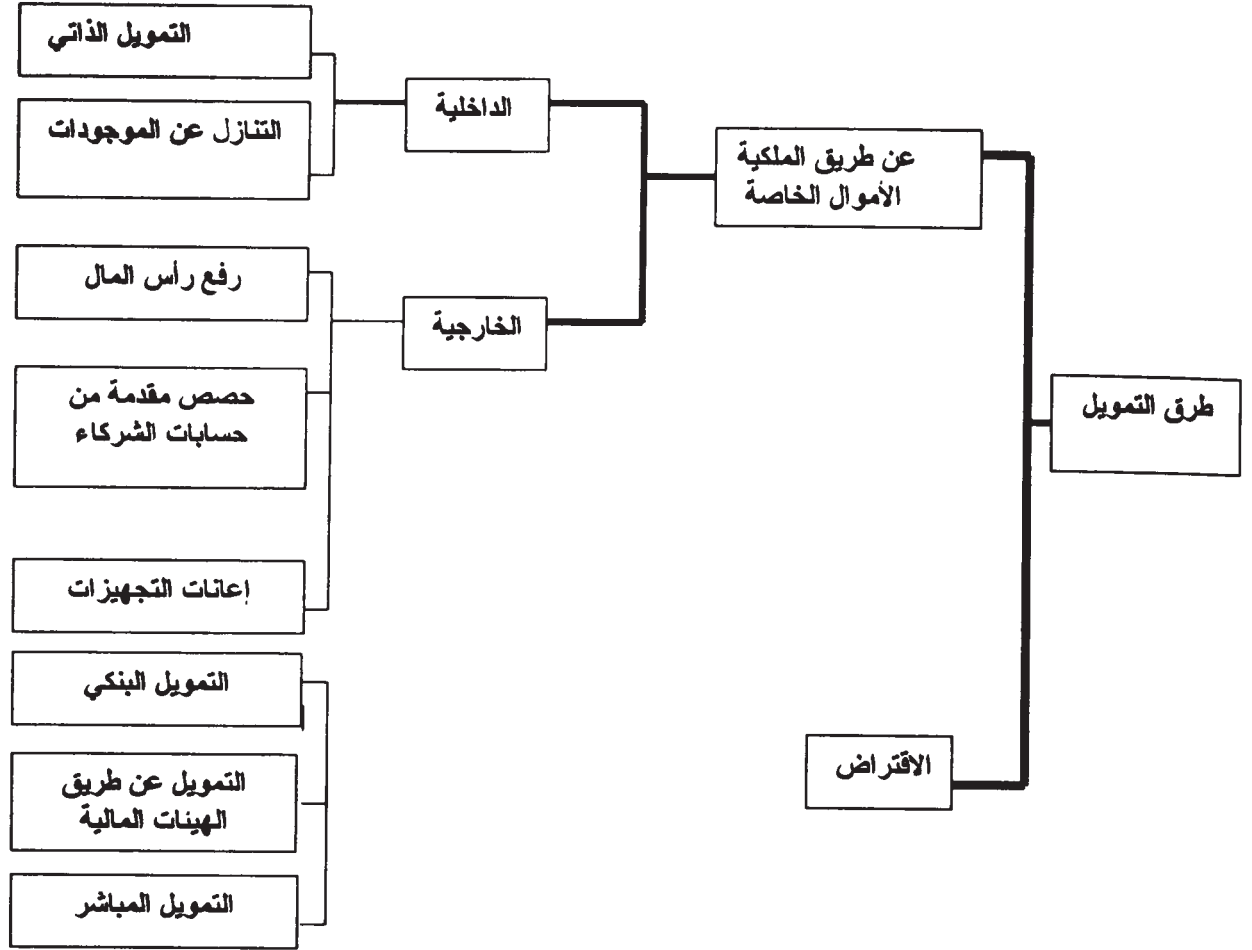 طرق التمويل
عن طريق الملكية
الأموال الخاصة
الداخلية
التمويل الذاتي
التنازل عن الموجودات
الخارجية
رفع رأس المال
حصص مقدمة من
حسابات الشركاء
إعانات التجهيزات
الاقتراض
التمويل البنكي
التمويل عن طريق
الهيئات المالية
التمويل المباشر